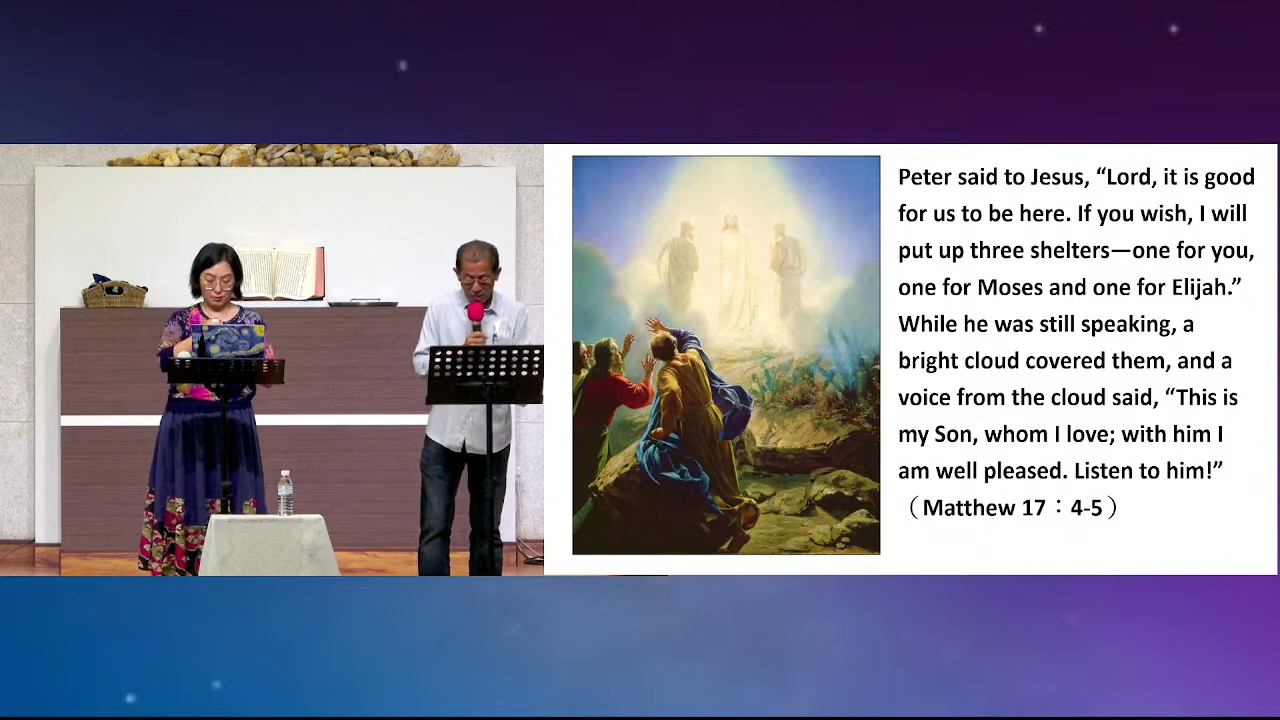 Peter said to Jesus, “Lord, it is good
for us to be here. If you wish, I will
put up three shelters—one for you,
one for Moses and one for Elijah.”
While he was still speaking, a
bright cloud covered them, and a
voice from the cloud said, “This is
my Son, whom I love; with him I
am well pleased. Listen to him!”
（Matthew 17：4-5）